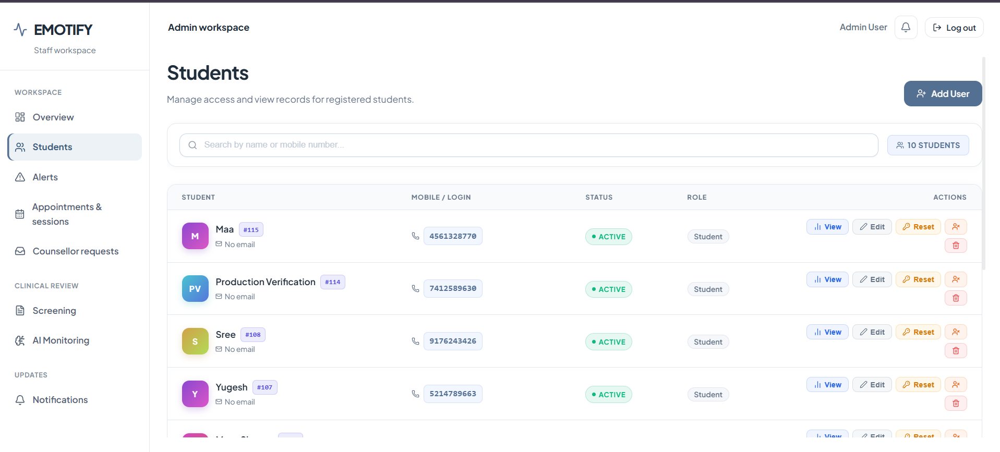 EMOTIFY
Staff workspace
WORKSPACE
Overview
Students
Alerts
Appointments &
sessions
Counsellor requests
CLINICAL REVIEW
Screening
AI Monitoring
UPDATES
Notifications
Admin workspace
Admin User
Log out
Students
Manage access and view records for registered students.
Add User
Search by name or mobile number...
10 STUDENTS
STUDENT MOBILE / LOGIN STATUS ROLE ACTIONS
M Maa #115 4561328770 ACTIVE Student View Edit Reset
No email
PV Production Verification #114 7412589630 ACTIVE Student View Edit Reset
No email
S Sree #108 9176243426 ACTIVE Student View Edit Reset
No email
Y Yugesh #107 5214789663 ACTIVE Student View Edit Reset
No email
View Edit Reset